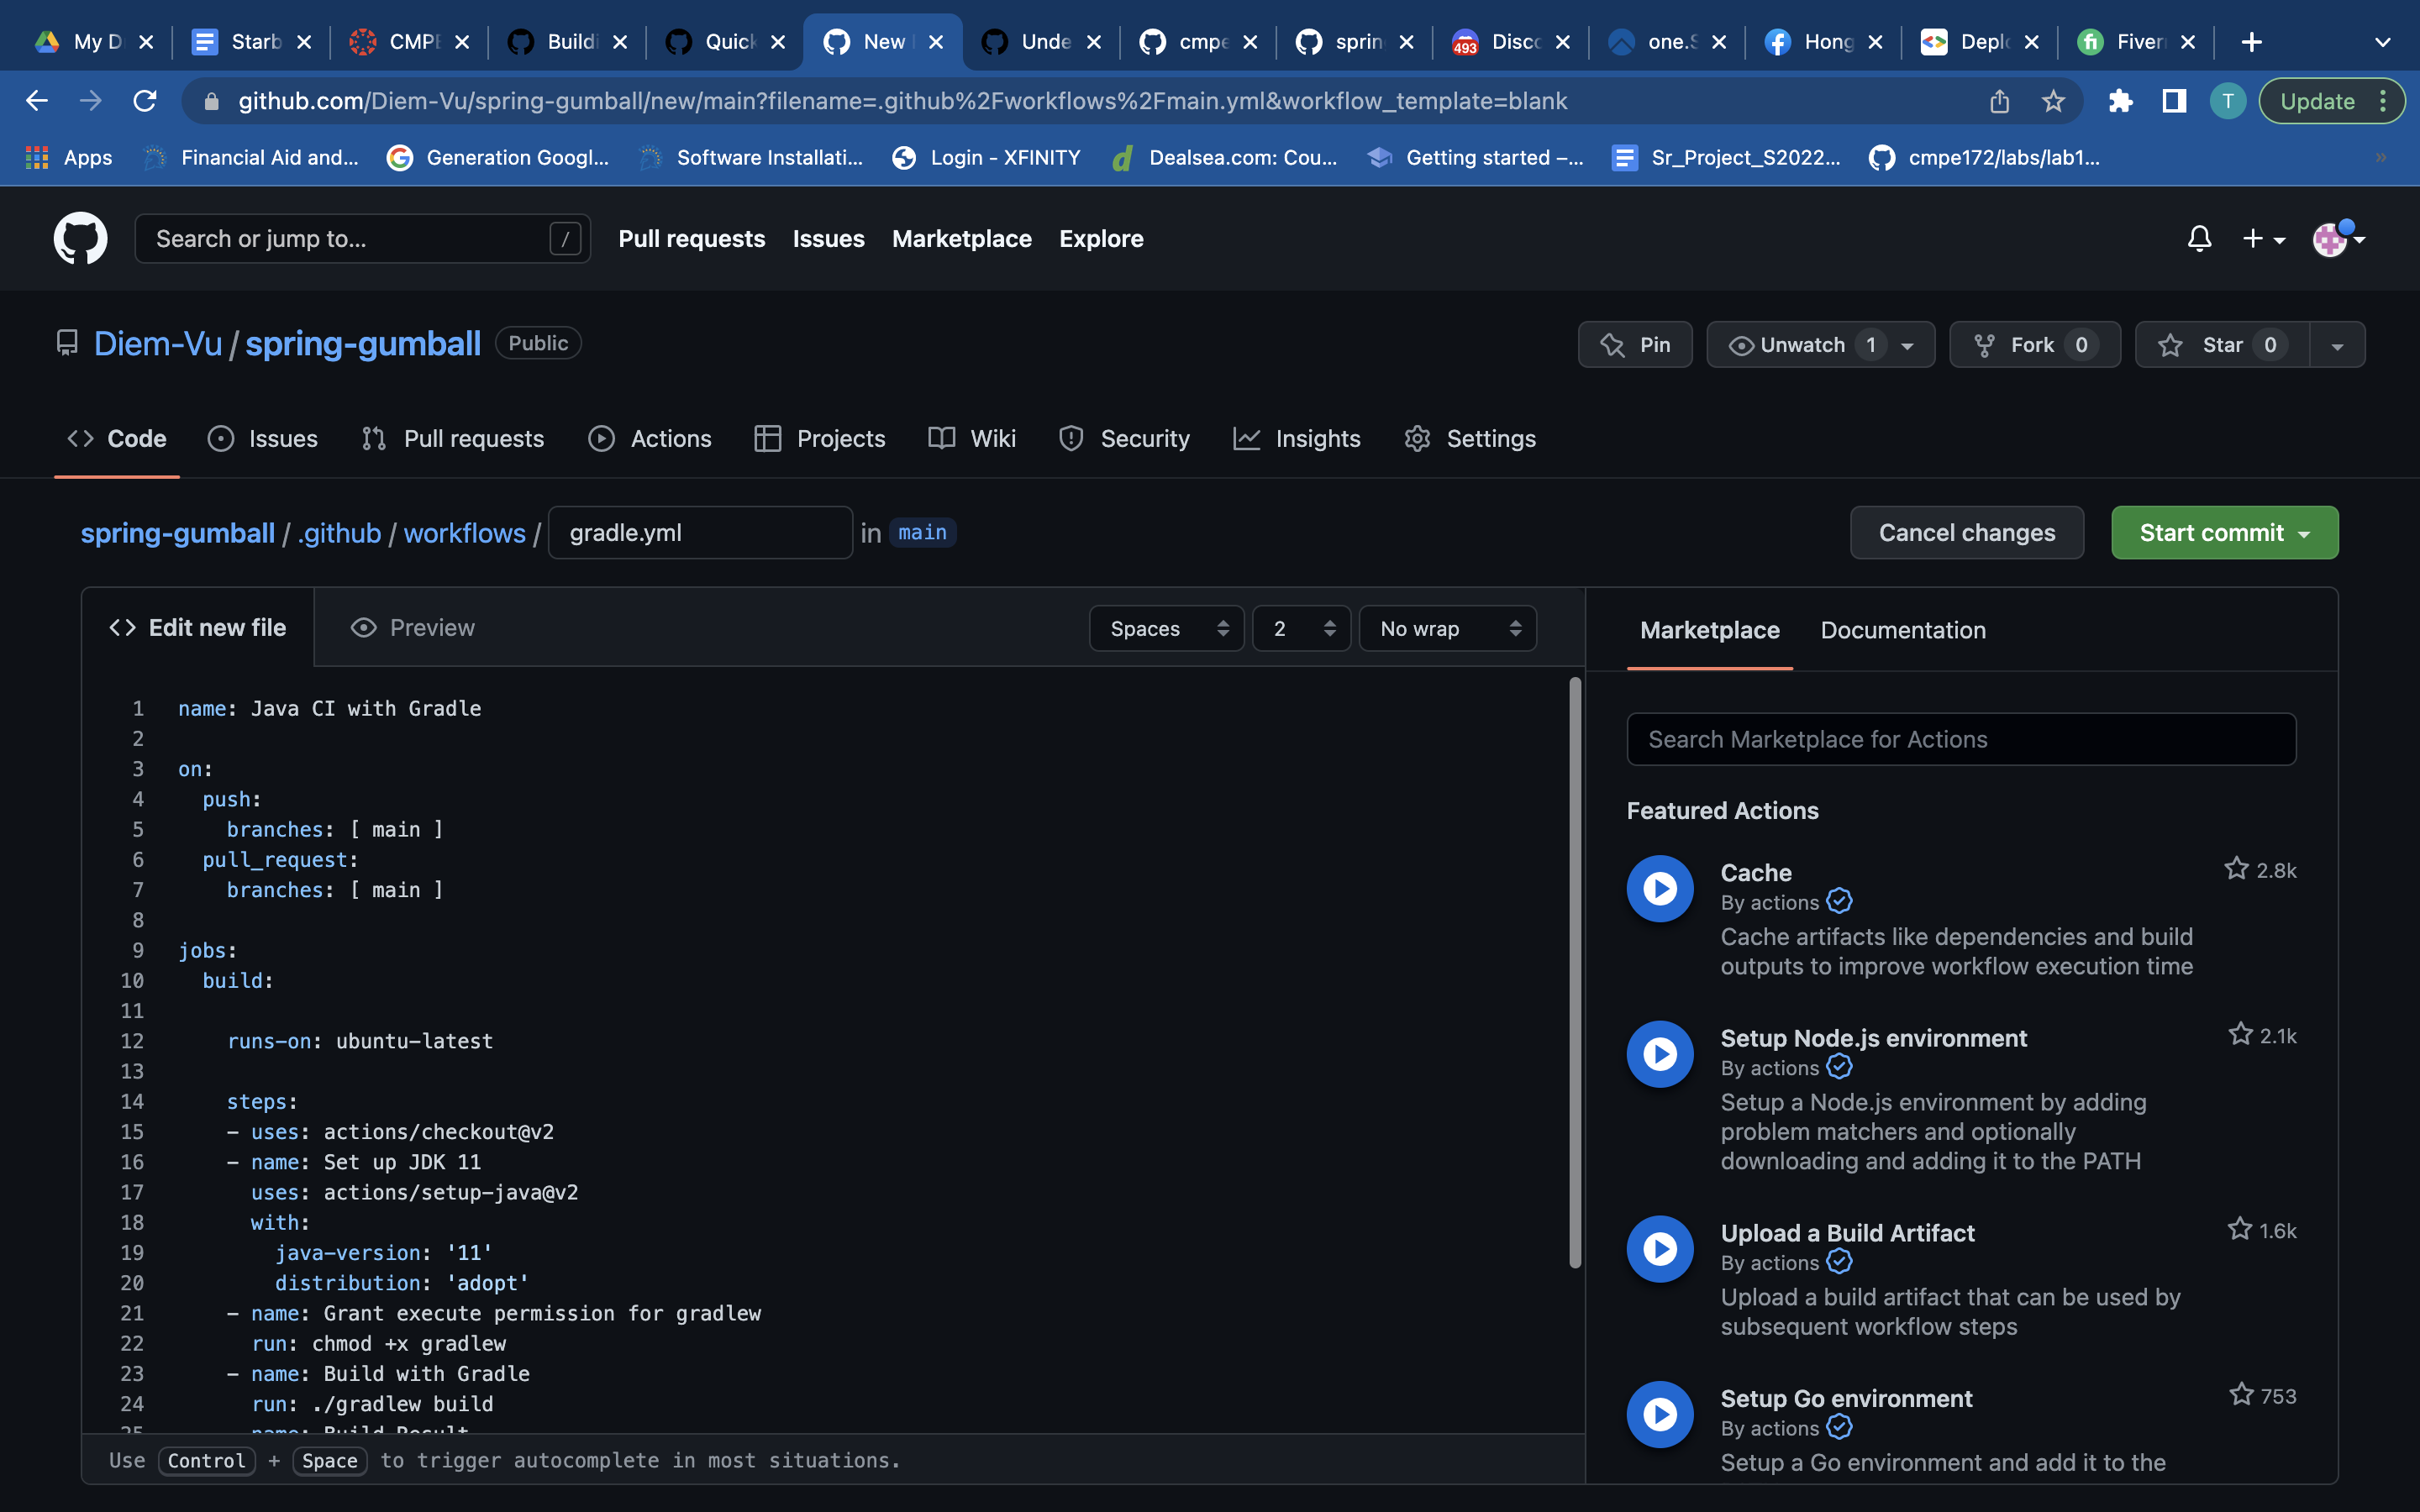 My D
Starb
CMPE
Buildi
Quick
New
Unde
cmpe
sprin
493
Disco
one.S
Hong
Deplo
Fiver
github.com/Diem-Vu/spring-gumball/new/main?filename=.github%2Fworkflows%2Fmain.yml&workflow_template=blank
T
Update
Apps
Financial Aid and...
Generation Googl...
Software Installati...
Login - XFINITY
Dealsea.com: Cou...
Getting started –...
Sr_Project_S2022...
cmpe172/labs/lab1...
»
Search or jump to...
/
Pull requests
Issues
Marketplace
Explore
Diem-Vu / spring-gumball
Public
Pin
Unwatch 1
Fork 0
Star 0
Code
Issues
Pull requests
Actions
Projects
Wiki
Security
Insights
Settings
spring-gumball / .github / workflows / gradle.yml in main
Cancel changes
Start commit
Edit new file
Preview
Spaces
2
No wrap
1 name: Java CI with Gradle
2
3 on:
4 push:
5 branches: [ main ]
6 pull_request:
7 branches: [ main ]
8
9 jobs:
10 build:
11
12 runs-on: ubuntu-latest
13
14 steps:
15 - uses: actions/checkout@v2
16 - name: Set up JDK 11
17 uses: actions/setup-java@v2
18 with:
19 java-version: '11'
20 distribution: 'adopt'
21 - name: Grant execute permission for gradlew
22 run: chmod +x gradlew
23 - name: Build with Gradle
24 run: ./gradlew build
25 name: Build Result
Use Control + Space to trigger autocomplete in most situations.
Marketplace
Documentation
Search Marketplace for Actions
Featured Actions
Cache
2.8k
By actions
Cache artifacts like dependencies and build
outputs to improve workflow execution time
Setup Node.js environment
2.1k
By actions
Setup a Node.js environment by adding
problem matchers and optionally
downloading and adding it to the PATH
Upload a Build Artifact
1.6k
By actions
Upload a build artifact that can be used by
subsequent workflow steps
Setup Go environment
753
By actions
Setup a Go environment and add it to the